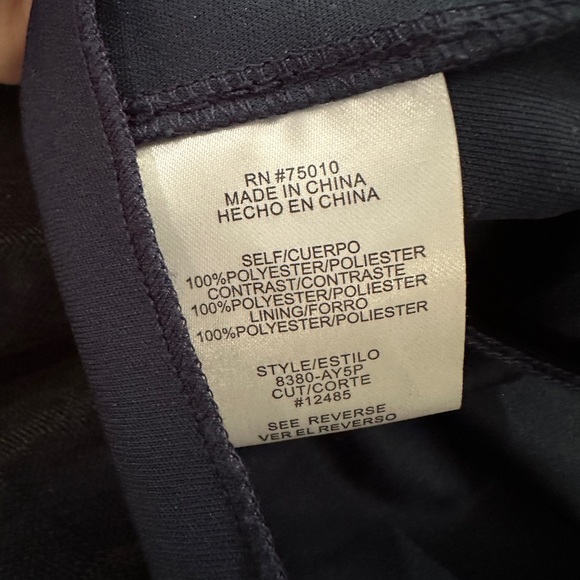 RN #75010
MADE IN CHINA
HECHO EN CHINA
SELF/CUERPO
100%POLYESTER/POLIESTER
CONTRAST/CONTRASTE
100%POLYESTER/POLIESTER
LINING/FORRO
100%POLYESTER/POLIESTER
STYLE/ESTILO
8380-AY5P
CUT/CORTE
#12485
SEE REVERSE
VER EL REVERSO